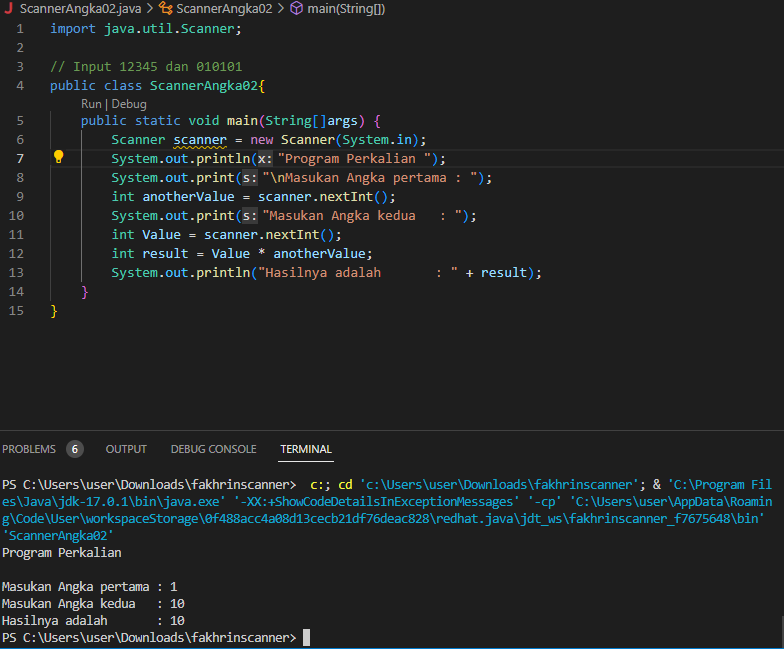 J ScannerAngka02.java > ScannerAngka02 > main(String[])
1 import java.util.Scanner;
2
3 // Input 12345 dan 010101
4 public class ScannerAngka02{
Run | Debug
5 public static void main(String[]args) {
6 Scanner scanner = new Scanner(System.in);
7 System.out.println(x: "Program Perkalian ");
8 System.out.print(s: "\nMasukan Angka pertama : ");
9 int anotherValue = scanner.nextInt();
10 System.out.print(s: "Masukan Angka kedua   : ");
11 int Value = scanner.nextInt();
12 int result = Value * anotherValue;
13 System.out.println("Hasilnya adalah       : " + result);
14 }
15 }
PROBLEMS 6 OUTPUT DEBUG CONSOLE TERMINAL
PS C:\Users\user\Downloads\fakhrinscanner>  c:; cd 'c:\Users\user\Downloads\fakhrinscanner'; & 'C:\Program Fil
es\Java\jdk-17.0.1\bin\java.exe' '-XX:+ShowCodeDetailsInExceptionMessages' '-cp' 'C:\Users\user\AppData\Roamin
g\Code\User\workspaceStorage\0f488acc4a08d13cecb21df76deac828\redhat.java\jdt_ws\fakhrinscanner_f7675648\bin'
'ScannerAngka02'
Program Perkalian
Masukan Angka pertama : 1
Masukan Angka kedua   : 10
Hasilnya adalah       : 10
PS C:\Users\user\Downloads\fakhrinscanner>